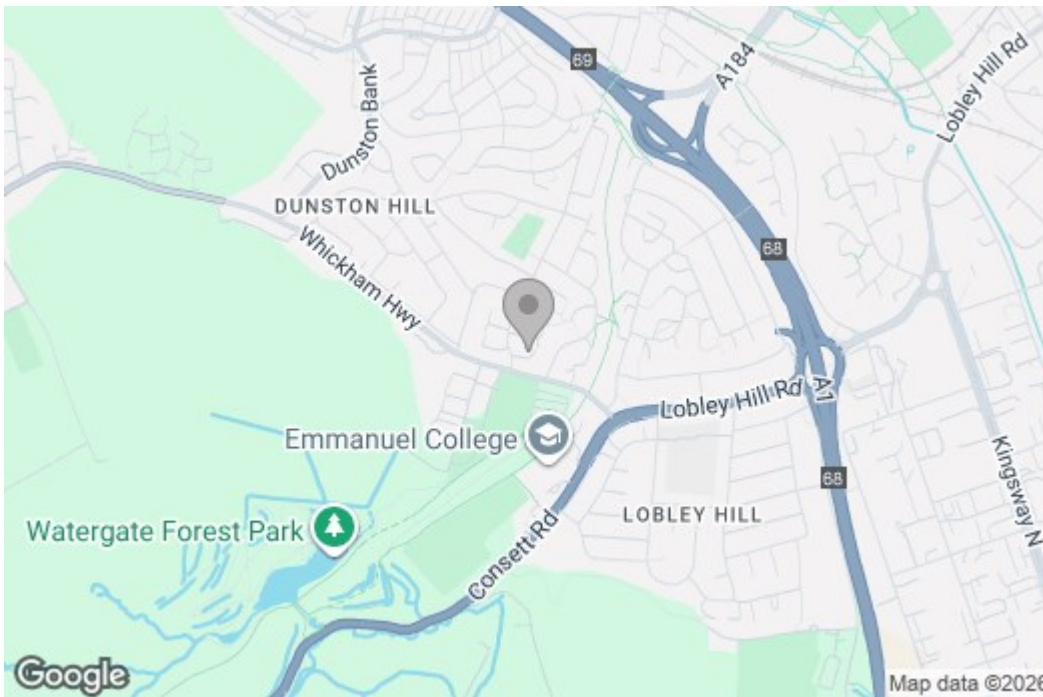 69
A184
Lobley Hill Rd
Dunston Bank
DUNSTON HILL
Whickham Hwy
68
Lobley Hill Rd
A1
Emmanuel College
Kingsway N
68
LOBLEY HILL
Watergate Forest Park
Consett Rd
Google
Map data ©2026